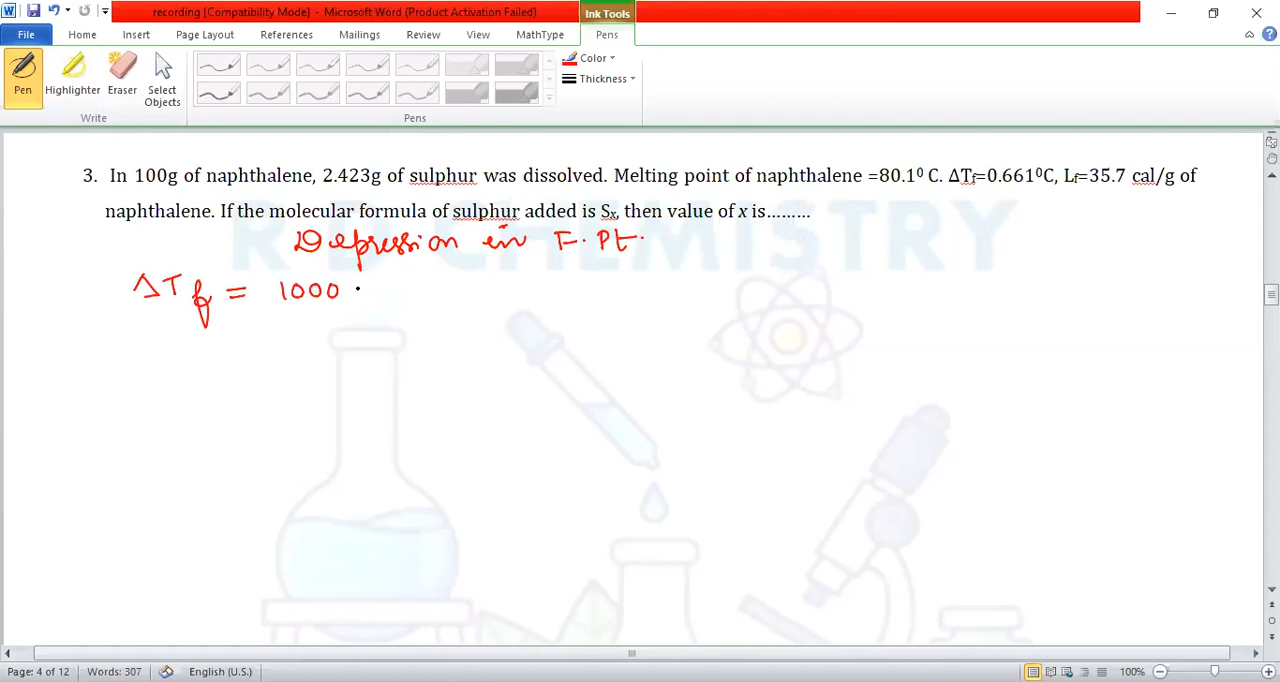 recording [Compatibility Mode] - Microsoft Word (Product Activation Failed)
Ink Tools
File Home Insert Page Layout References Mailings Review View MathType Pens
Pen Highlighter Eraser Select Objects
Color
Thickness
Write
Pens
3. In 100g of naphthalene, 2.423g of sulphur was dissolved. Melting point of naphthalene =80.1⁰ C. ΔTf=0.661⁰C, Lf=35.7 cal/g of
naphthalene. If the molecular formula of sulphur added is Sx, then value of x is.........
R D CHEMISTRY
Depression in F. Pt.
ΔTf = 1000
Page: 4 of 12 Words: 307 English (U.S.) 100%